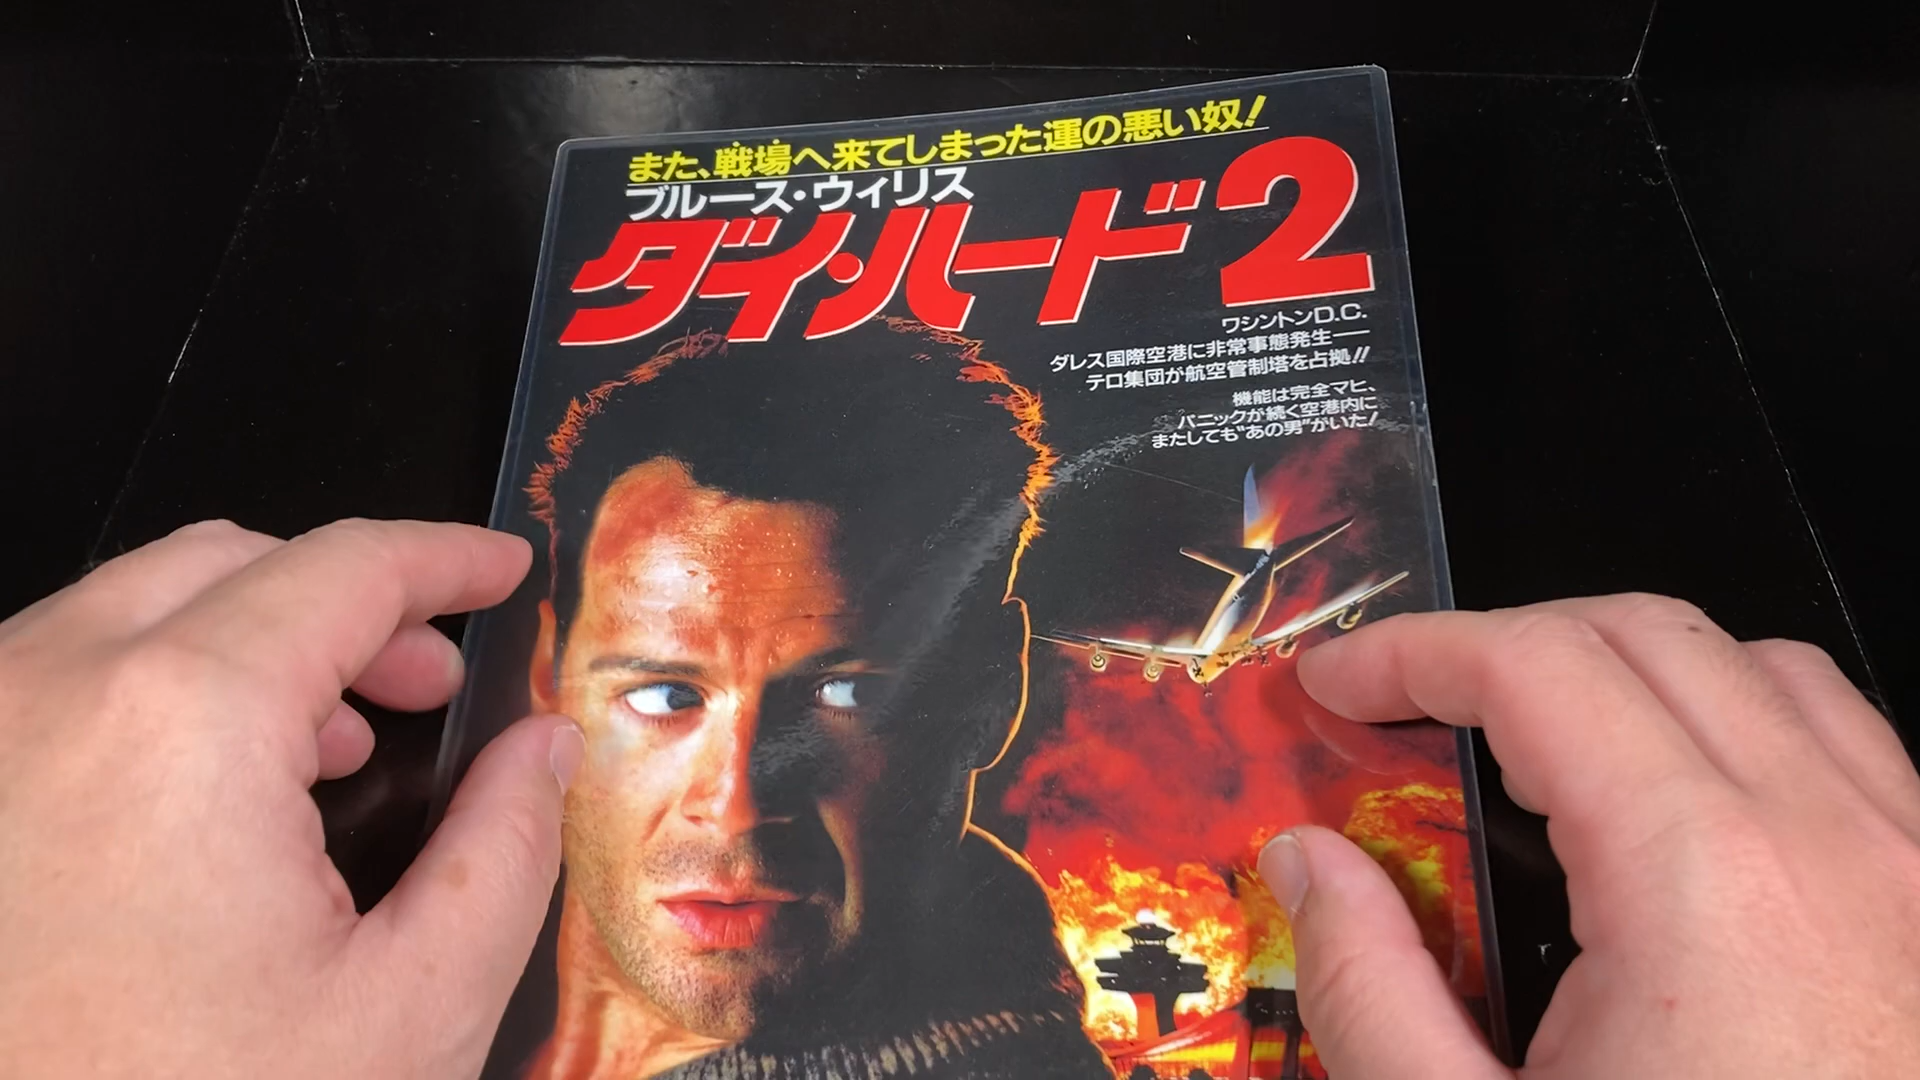 また、戦場へ来てしまった運の悪い奴!
ブルース・ウィリス
ダイ・ハード2
ワシントンD.C.
ダレス国際空港に非常事態発生――
テロ集団が航空管制塔を占拠!!
機能は完全マヒ、
パニックが続く空港内に
またしても"あの男"がいた!